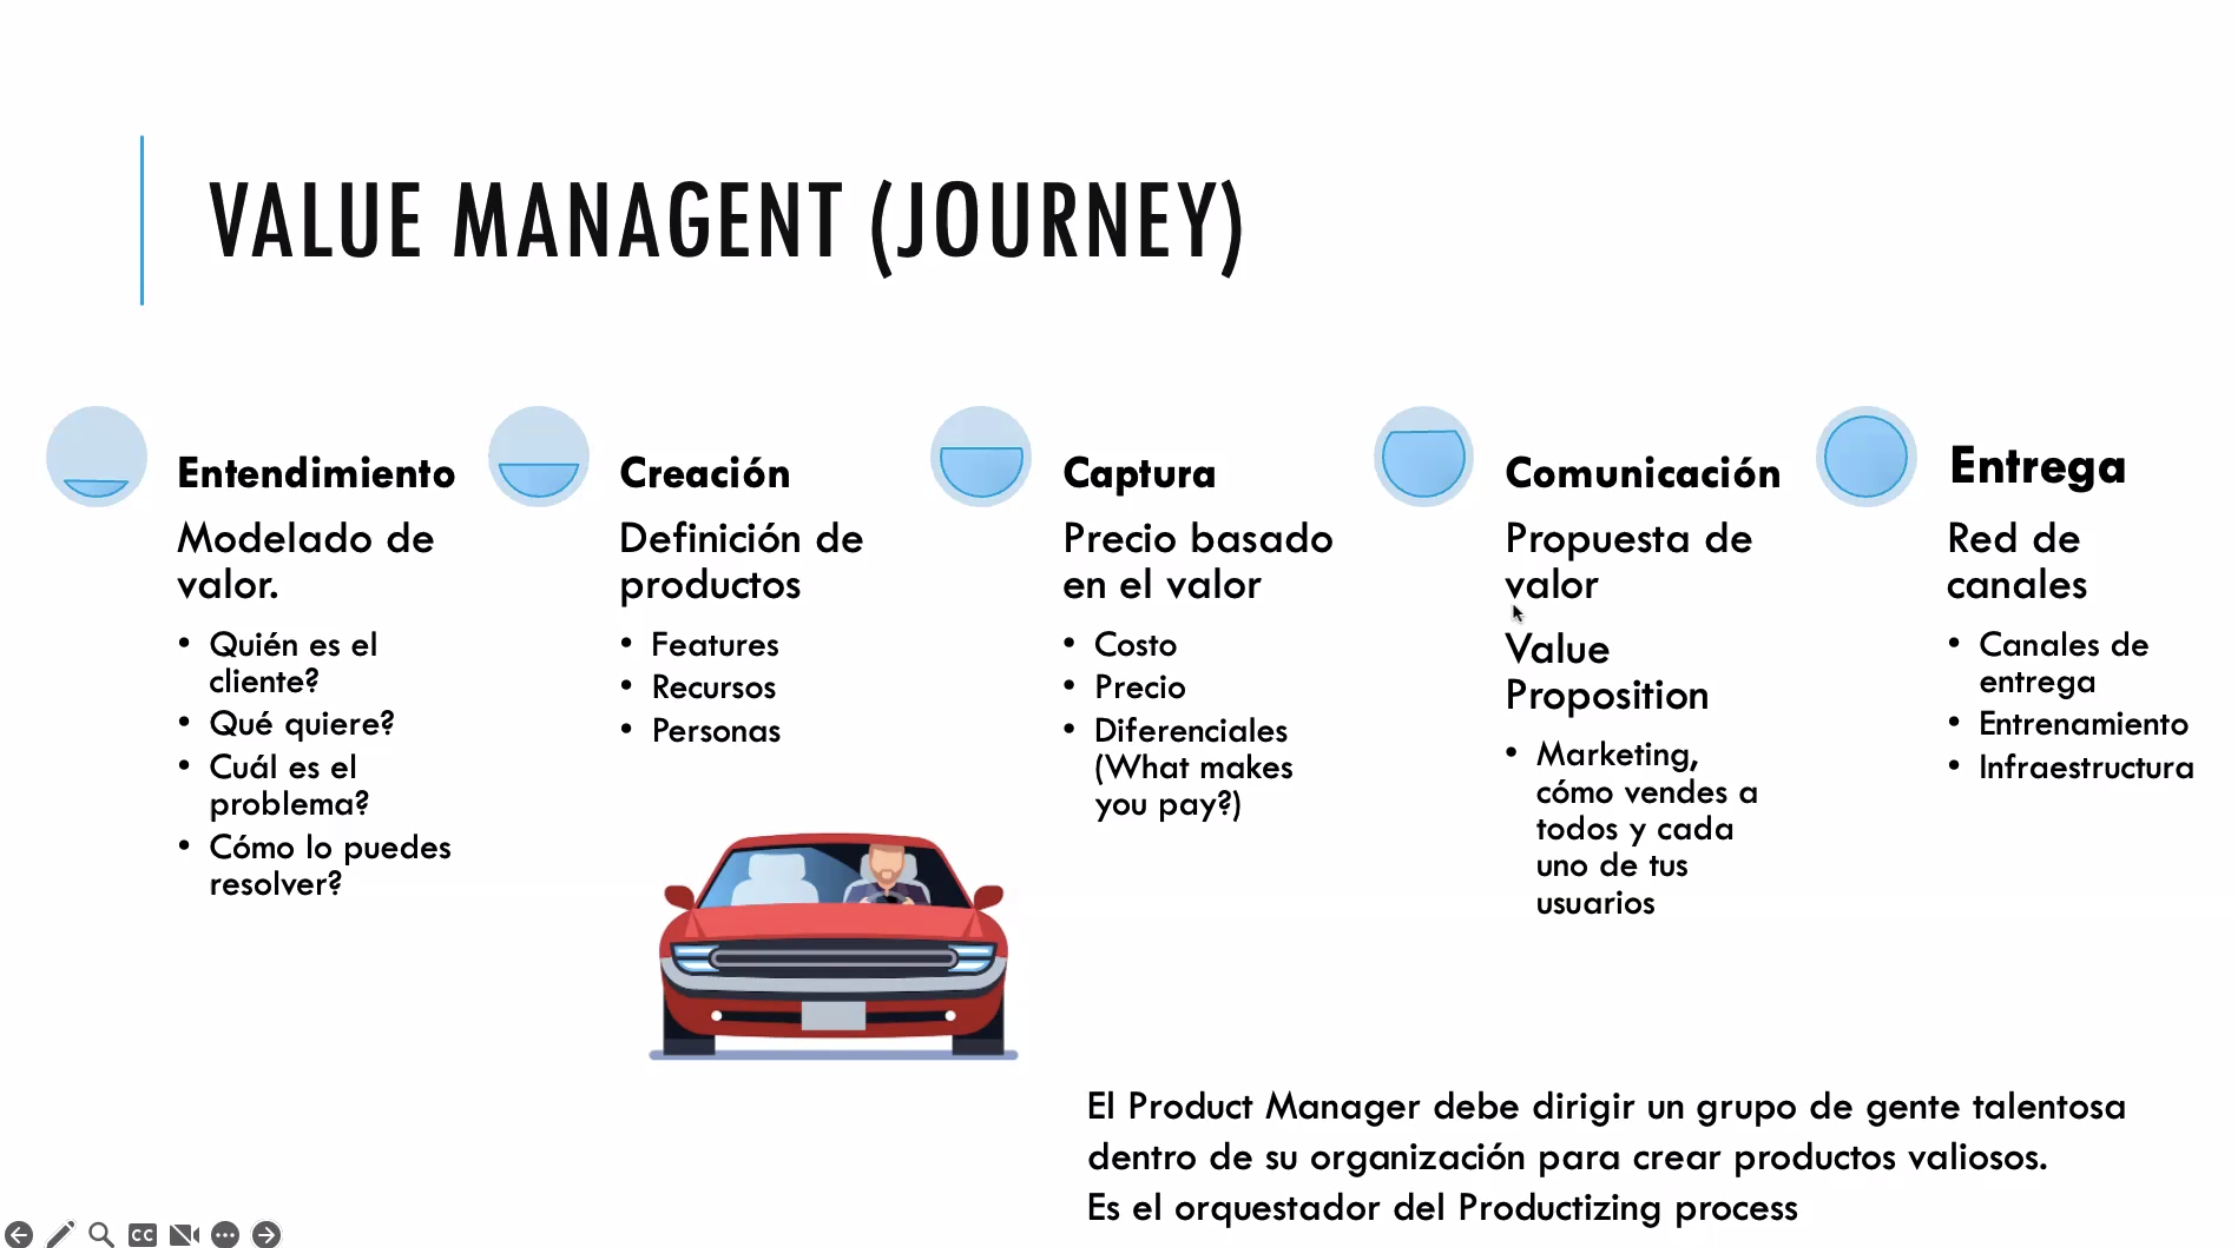 VALUE MANAGENT (JOURNEY)
Entendimiento
Modelado de
valor.
• Quién es el
cliente?
• Qué quiere?
• Cuál es el
problema?
• Cómo lo puedes
resolver?
Creación
Definición de
productos
• Features
• Recursos
• Personas
Captura
Precio basado
en el valor
• Costo
• Precio
• Diferenciales
(What makes
you pay?)
Comunicación
Propuesta de
valor
Value
Proposition
• Marketing,
cómo vendes a
todos y cada
uno de tus
usuarios
Entrega
Red de
canales
• Canales de
entrega
• Entrenamiento
• Infraestructura
El Product Manager debe dirigir un grupo de gente talentosa
dentro de su organización para crear productos valiosos.
Es el orquestador del Productizing process
CC